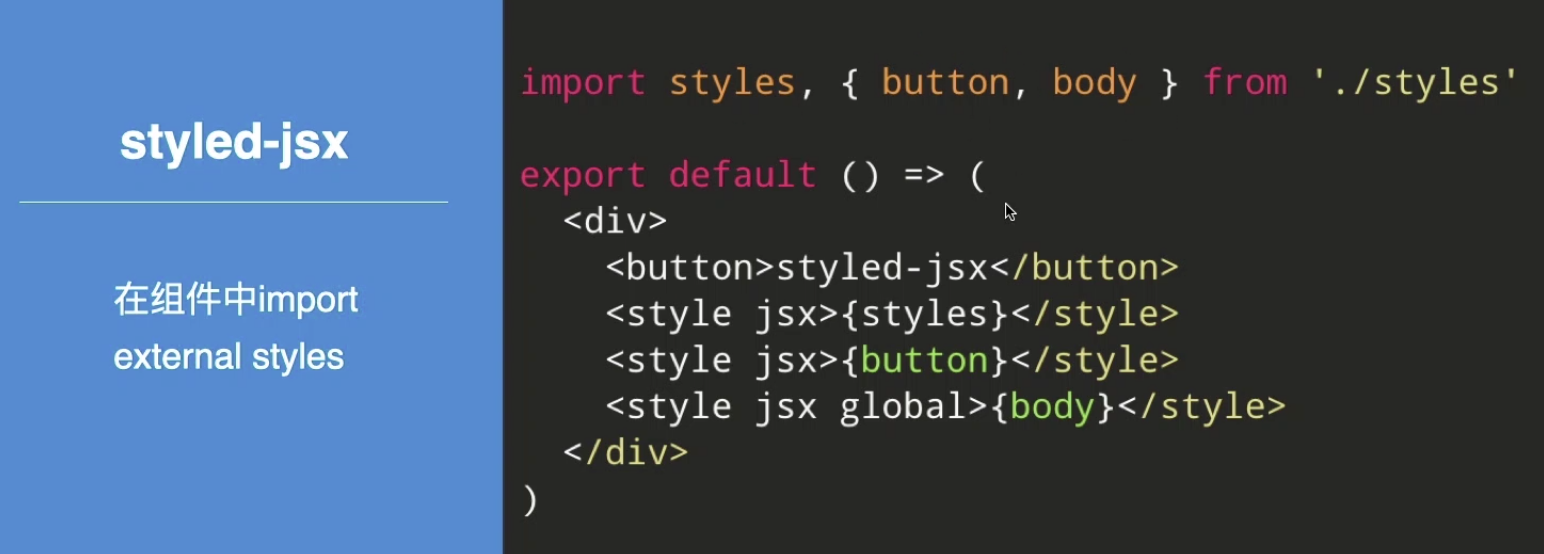 styled-jsx
在组件中import
external styles
import styles, { button, body } from './styles'
export default () => (
  <div>
    <button>styled-jsx</button>
    <style jsx>{styles}</style>
    <style jsx>{button}</style>
    <style jsx global>{body}</style>
  </div>
)